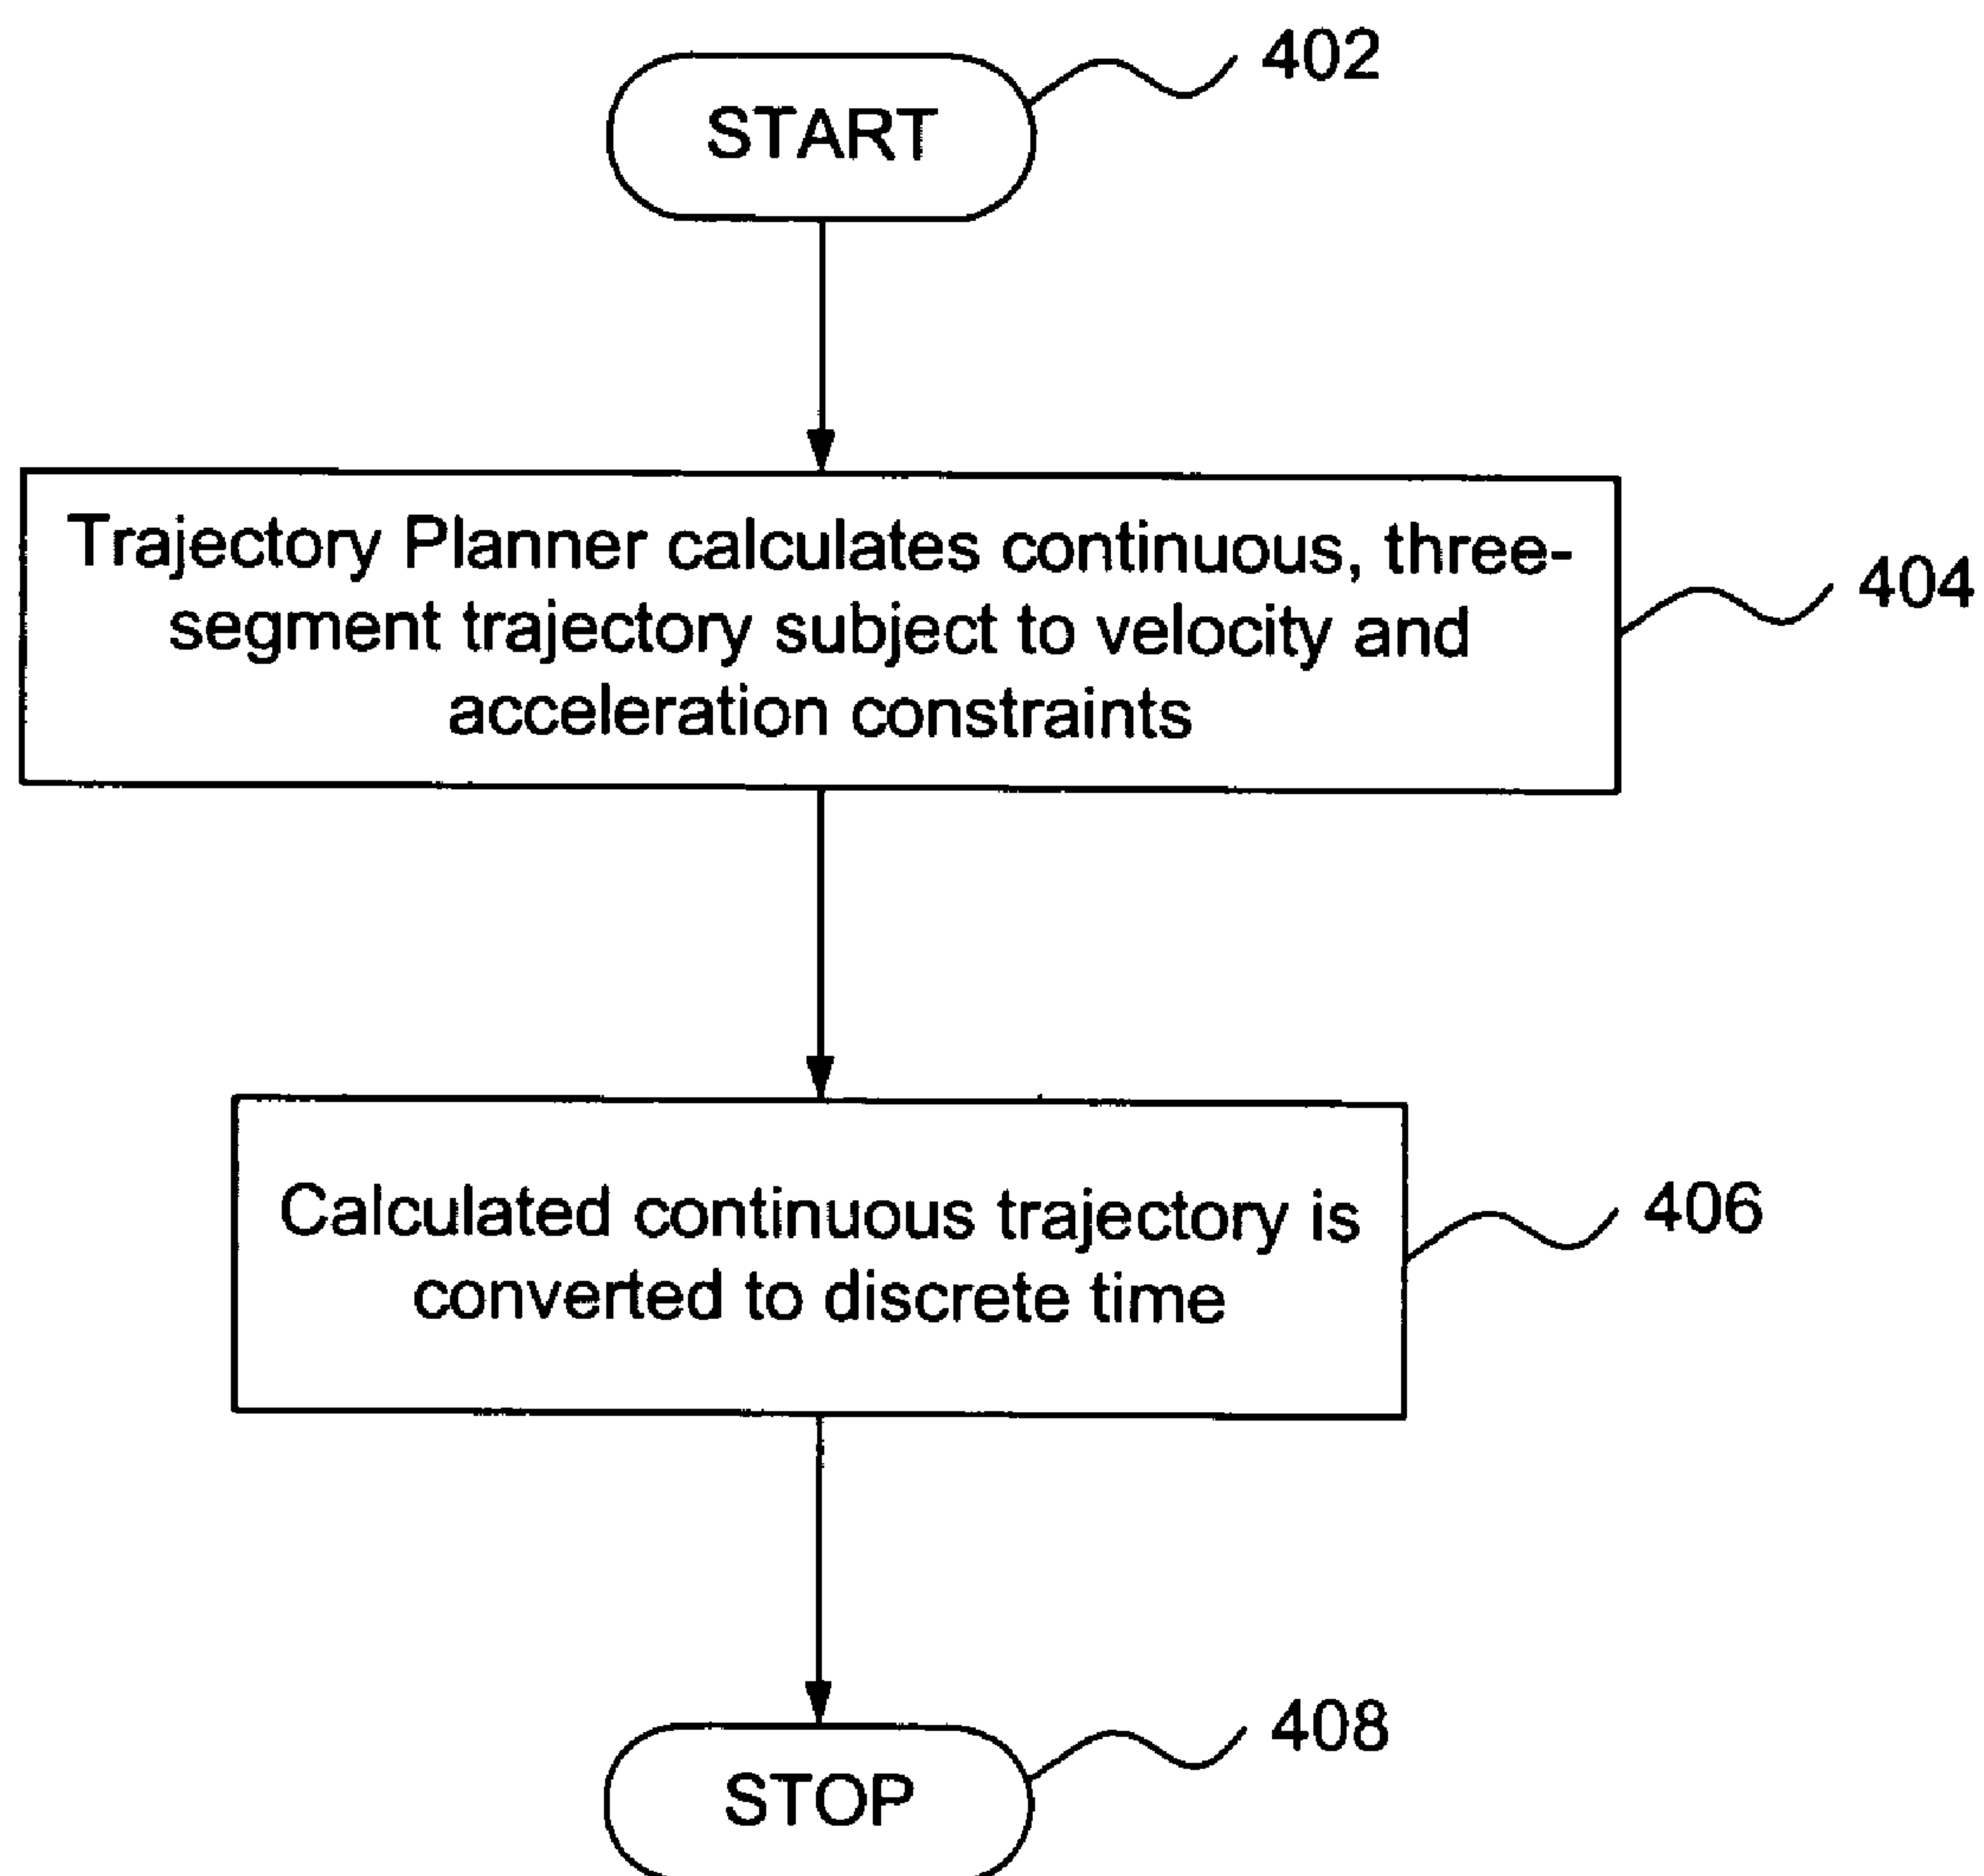 START
402
Trajectory Planner calculates continuous, three-
segment trajectory subject to velocity and
acceleration constraints
404
Calculated continuous trajectory is
converted to discrete time
406
STOP
408